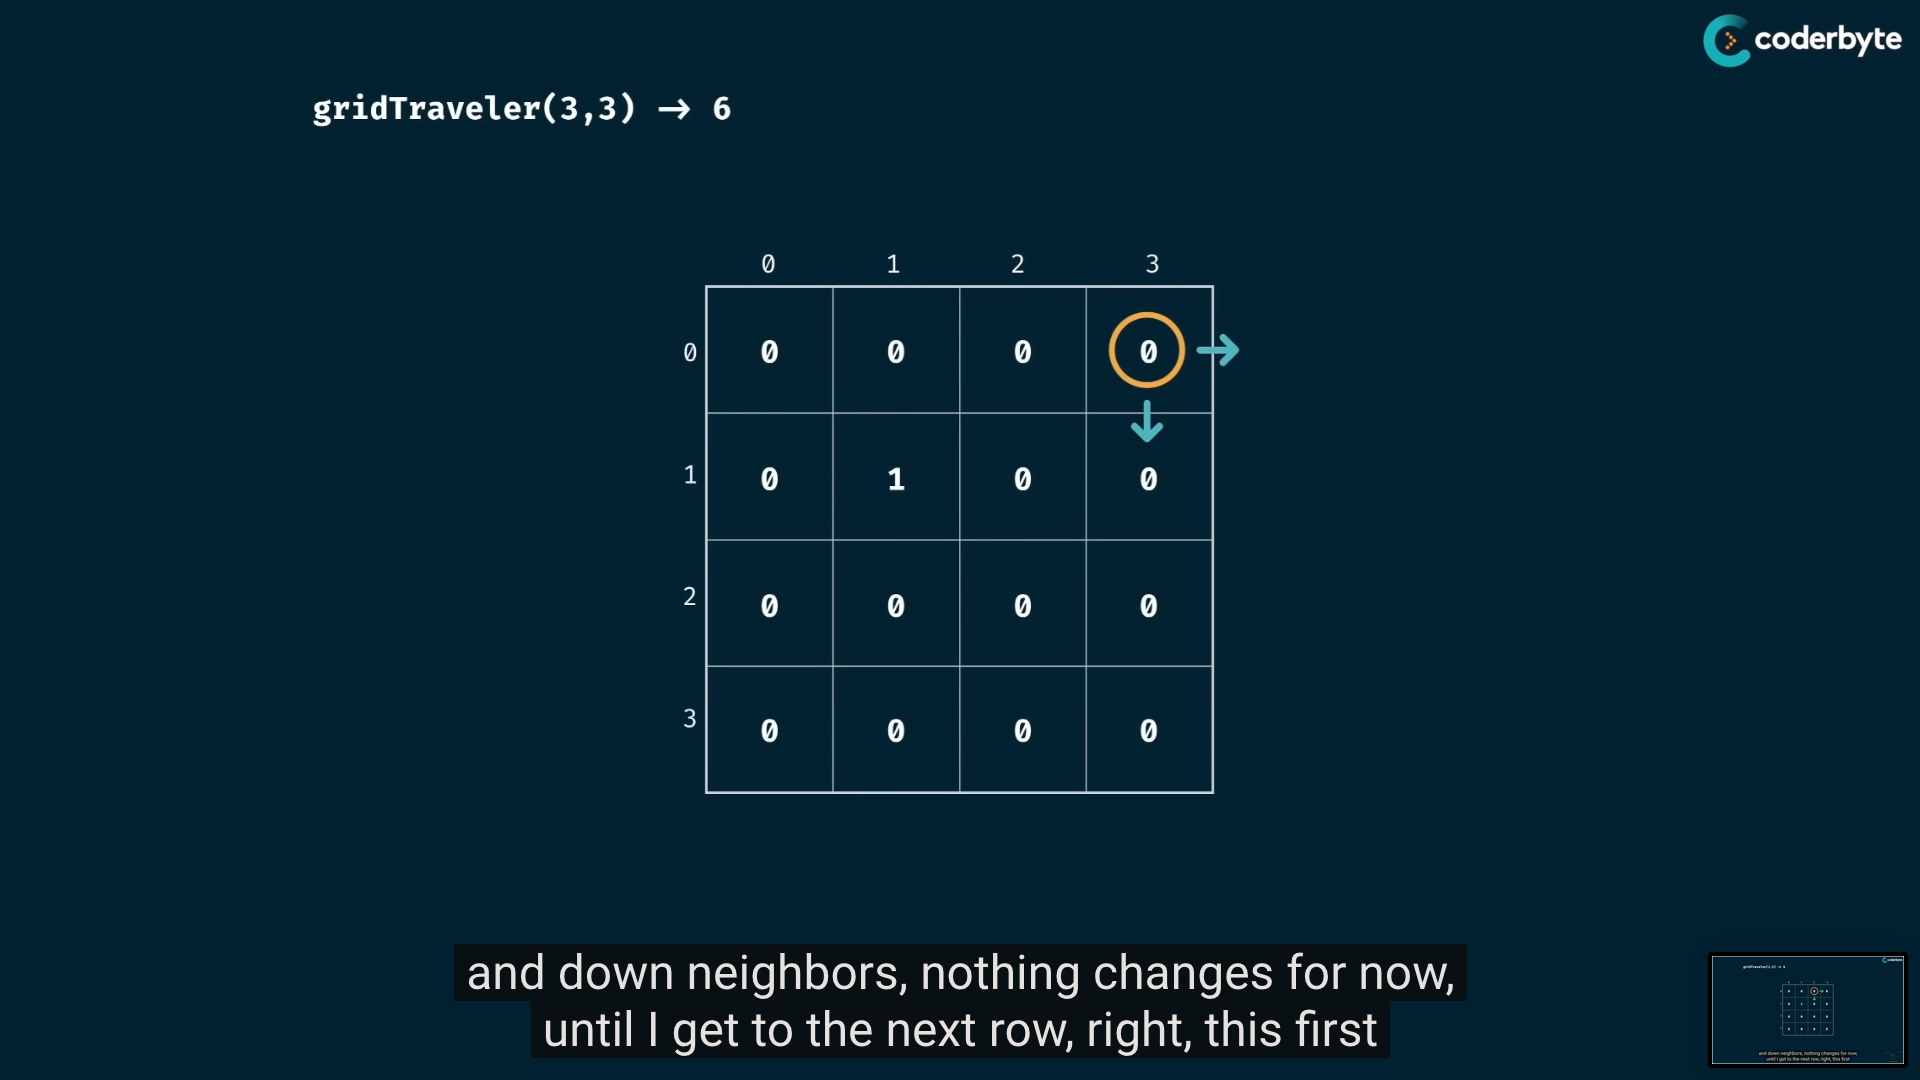 coderbyte
gridTraveler(3,3) → 6
0 1 2 3
0 0 0 0 0
1 0 1 0 0
2 0 0 0 0
3 0 0 0 0
and down neighbors, nothing changes for now,
until I get to the next row, right, this first